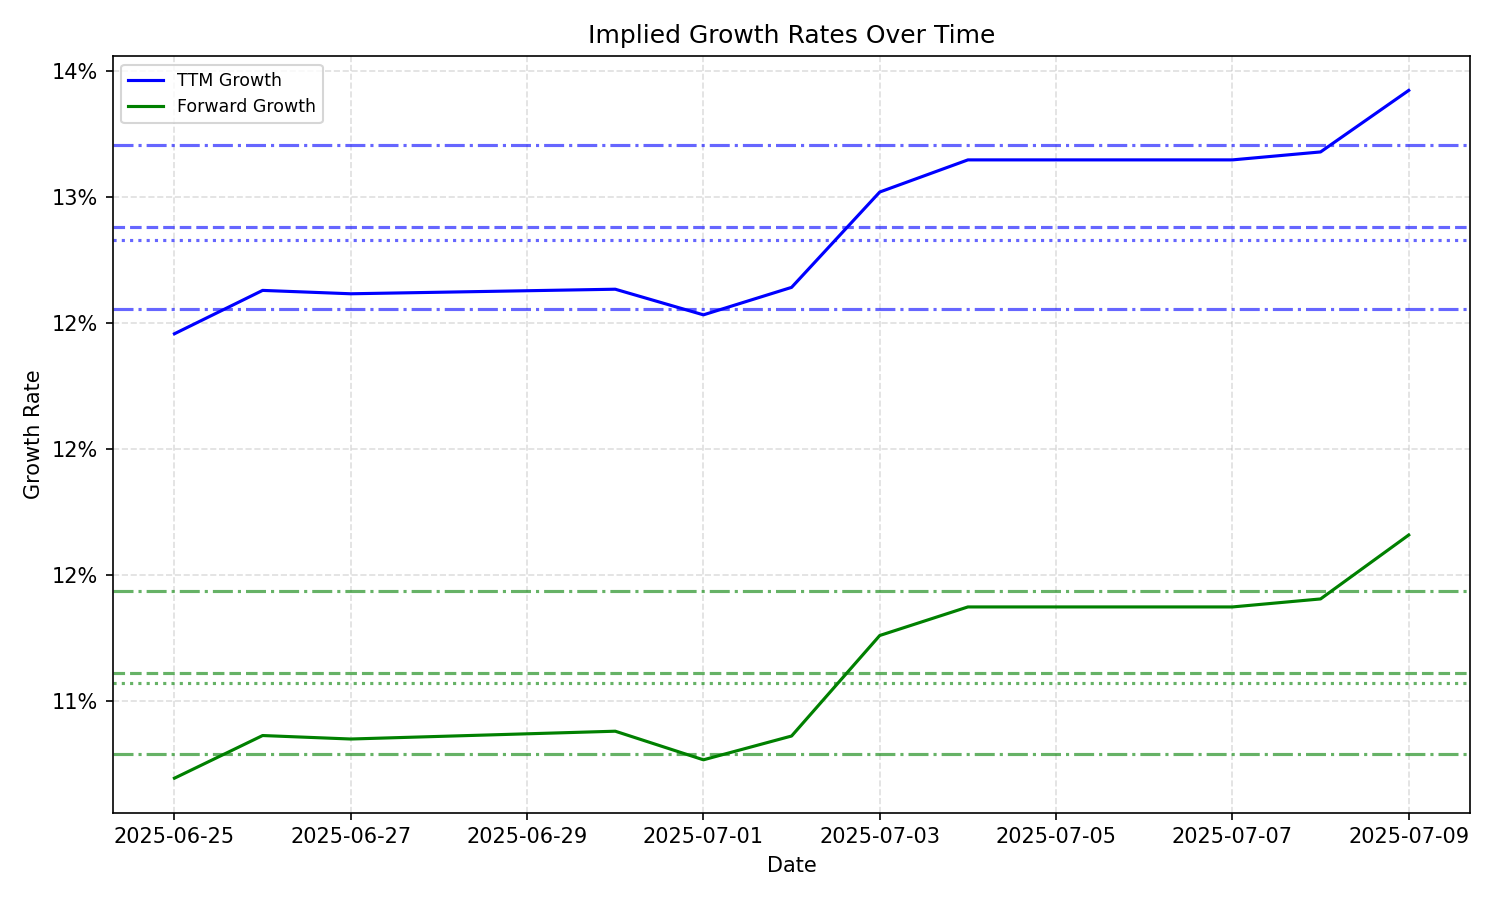 Implied Growth Rates Over Time
TTM Growth
Forward Growth
14%
13%
12%
12%
12%
11%
Growth Rate
2025-06-25
2025-06-27
2025-06-29
2025-07-01
2025-07-03
2025-07-05
2025-07-07
2025-07-09
Date